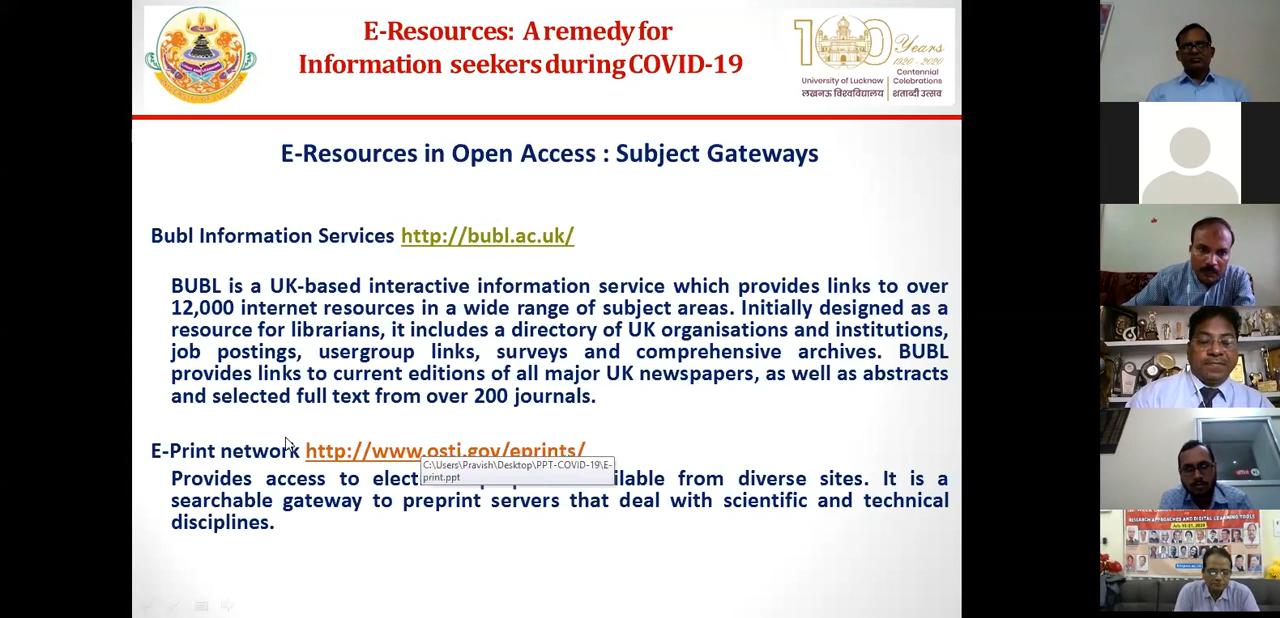 E-Resources: A remedy for
Information seekers during COVID-19
100 Years
1920-2020
University of Lucknow
लखनऊ विश्वविद्यालय
Centennial
Celebrations
शताब्दी उत्सव
E-Resources in Open Access : Subject Gateways
Bubl Information Services http://bubl.ac.uk/
BUBL is a UK-based interactive information service which provides links to over
12,000 internet resources in a wide range of subject areas. Initially designed as a
resource for librarians, it includes a directory of UK organisations and institutions,
job postings, usergroup links, surveys and comprehensive archives. BUBL
provides links to current editions of all major UK newspapers, as well as abstracts
and selected full text from over 200 journals.
E-Print network http://www.osti.gov/eprints/
C:\Users\Pravish\Desktop\PPT-COVID-19\E-
print.ppt
Provides access to elect ilable from diverse sites. It is a
searchable gateway to preprint servers that deal with scientific and technical
disciplines.
RESEARCH APPROACHES AND DIGITAL LEARNING TOOLS